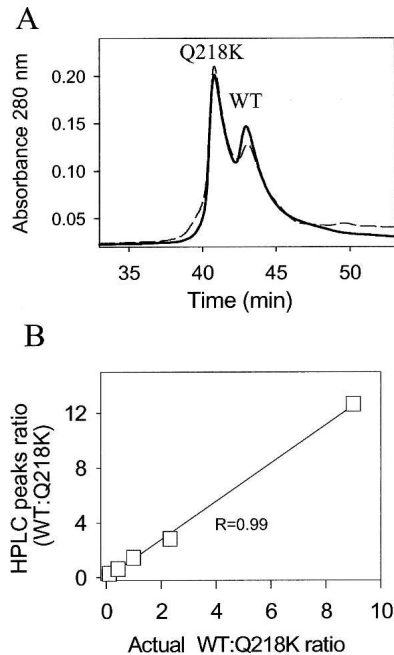 A
Q218K
WT
Absorbance 280 nm
0.20
0.15
0.10
0.05
35 40 45 50
Time (min)
B
HPLC peaks ratio
(WT:Q218K)
12
8
4
0
R=0.99
0 2 4 6 8 10
Actual WT:Q218K ratio